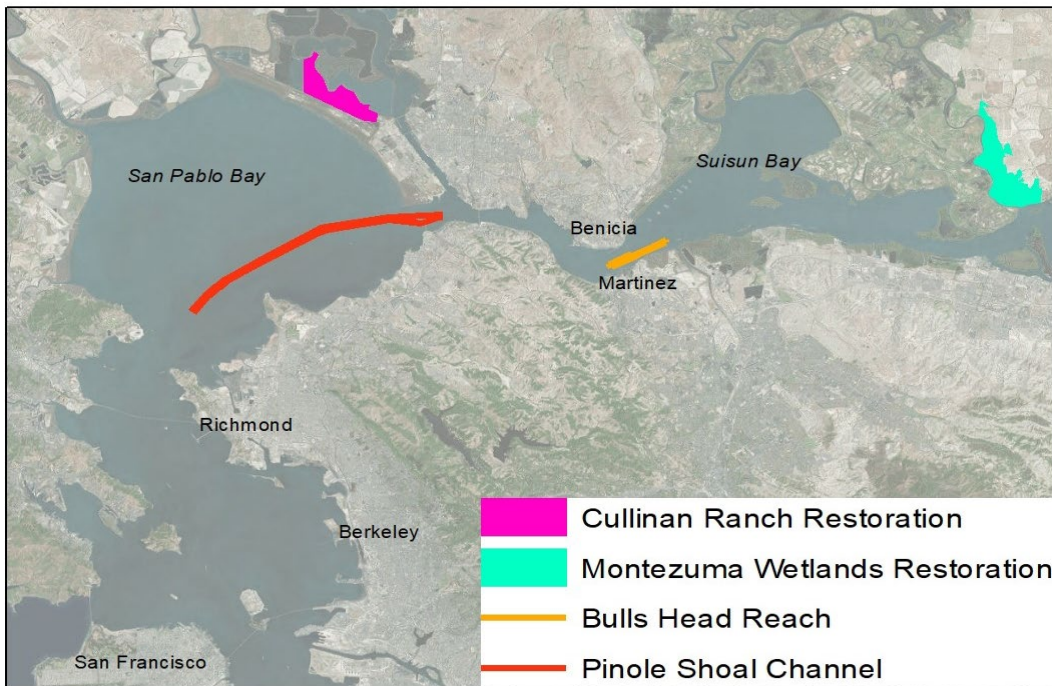 San Pablo Bay
Suisun Bay
Benicia
Martinez
Richmond
Berkeley
San Francisco
Cullinan Ranch Restoration
Montezuma Wetlands Restoration
Bulls Head Reach
Pinole Shoal Channel